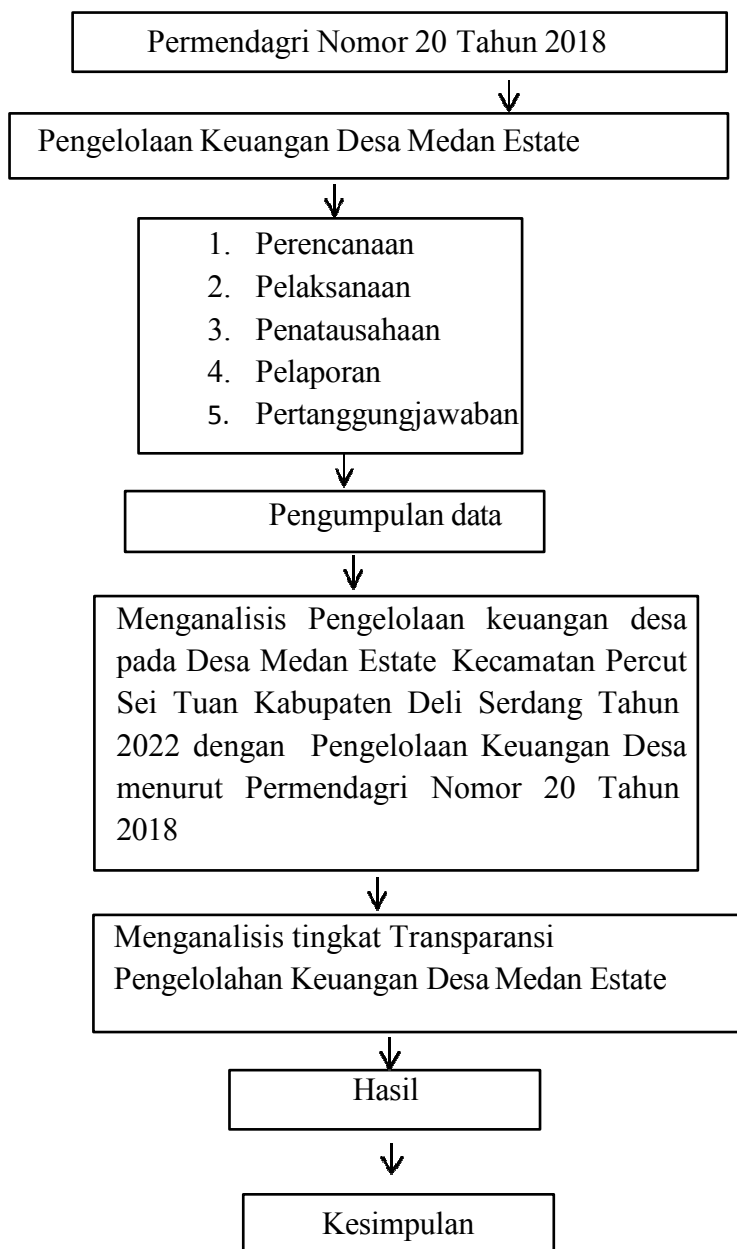 Permendagri Nomor 20 Tahun 2018
Pengelolaan Keuangan Desa Medan Estate
1. Perencanaan
2. Pelaksanaan
3. Penatausahaan
4. Pelaporan
5. Pertanggungjawaban
Pengumpulan data
Menganalisis Pengelolaan keuangan desa
pada Desa Medan Estate Kecamatan Percut
Sei Tuan Kabupaten Deli Serdang Tahun
2022 dengan Pengelolaan Keuangan Desa
menurut Permendagri Nomor 20 Tahun
2018
Menganalisis tingkat Transparansi
Pengelolahan Keuangan Desa Medan Estate
Hasil
Kesimpulan